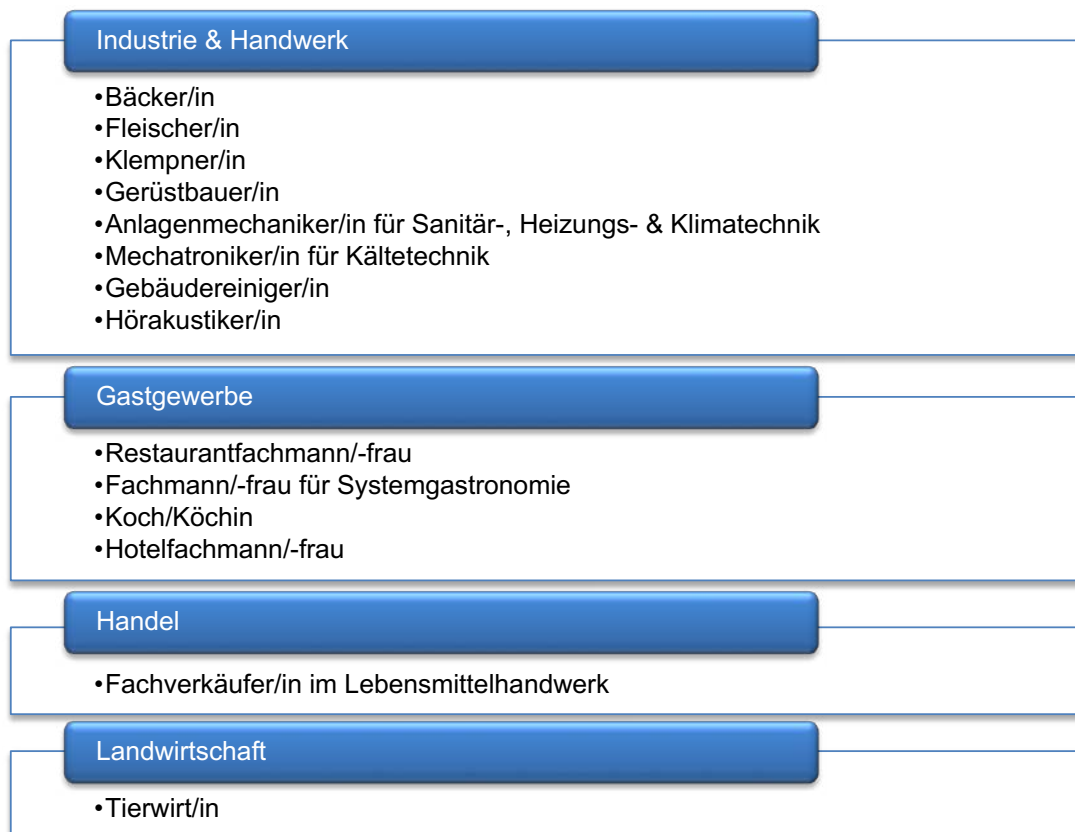 Industrie & Handwerk
•Bäcker/in
•Fleischer/in
•Klempner/in
•Gerüstbauer/in
•Anlagenmechaniker/in für Sanitär-, Heizungs- & Klimatechnik
•Mechatroniker/in für Kältetechnik
•Gebäudereiniger/in
•Hörakustiker/in
Gastgewerbe
•Restaurantfachmann/-frau
•Fachmann/-frau für Systemgastronomie
•Koch/Köchin
•Hotelfachmann/-frau
Handel
•Fachverkäufer/in im Lebensmittelhandwerk
Landwirtschaft
•Tierwirt/in